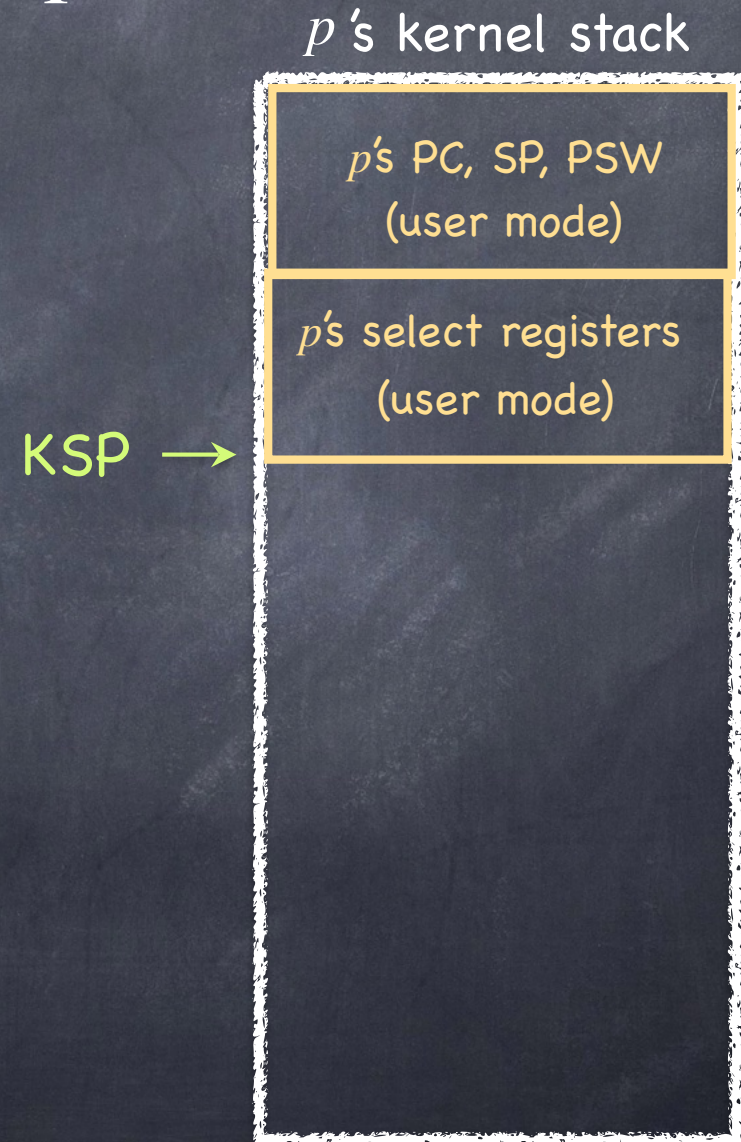 p's kernel stack
p's PC, SP, PSW
(user mode)
p's select registers
(user mode)
KSP →